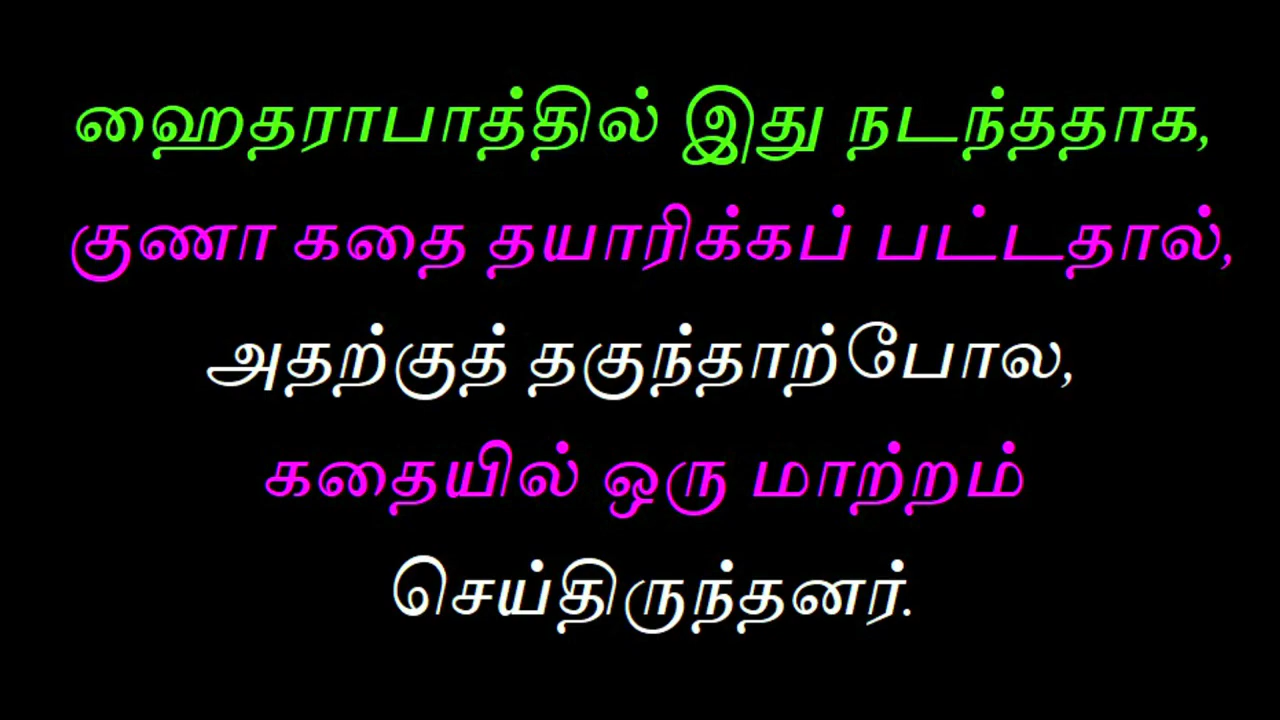 ஹைதராபாத்தில் இது நடந்ததாக,
குணா கதை தயாரிக்கப் பட்டதால்,
அதற்குத் தகுந்தாற்போல,
கதையில் ஒரு மாற்றம்
செய்திருந்தனர்.